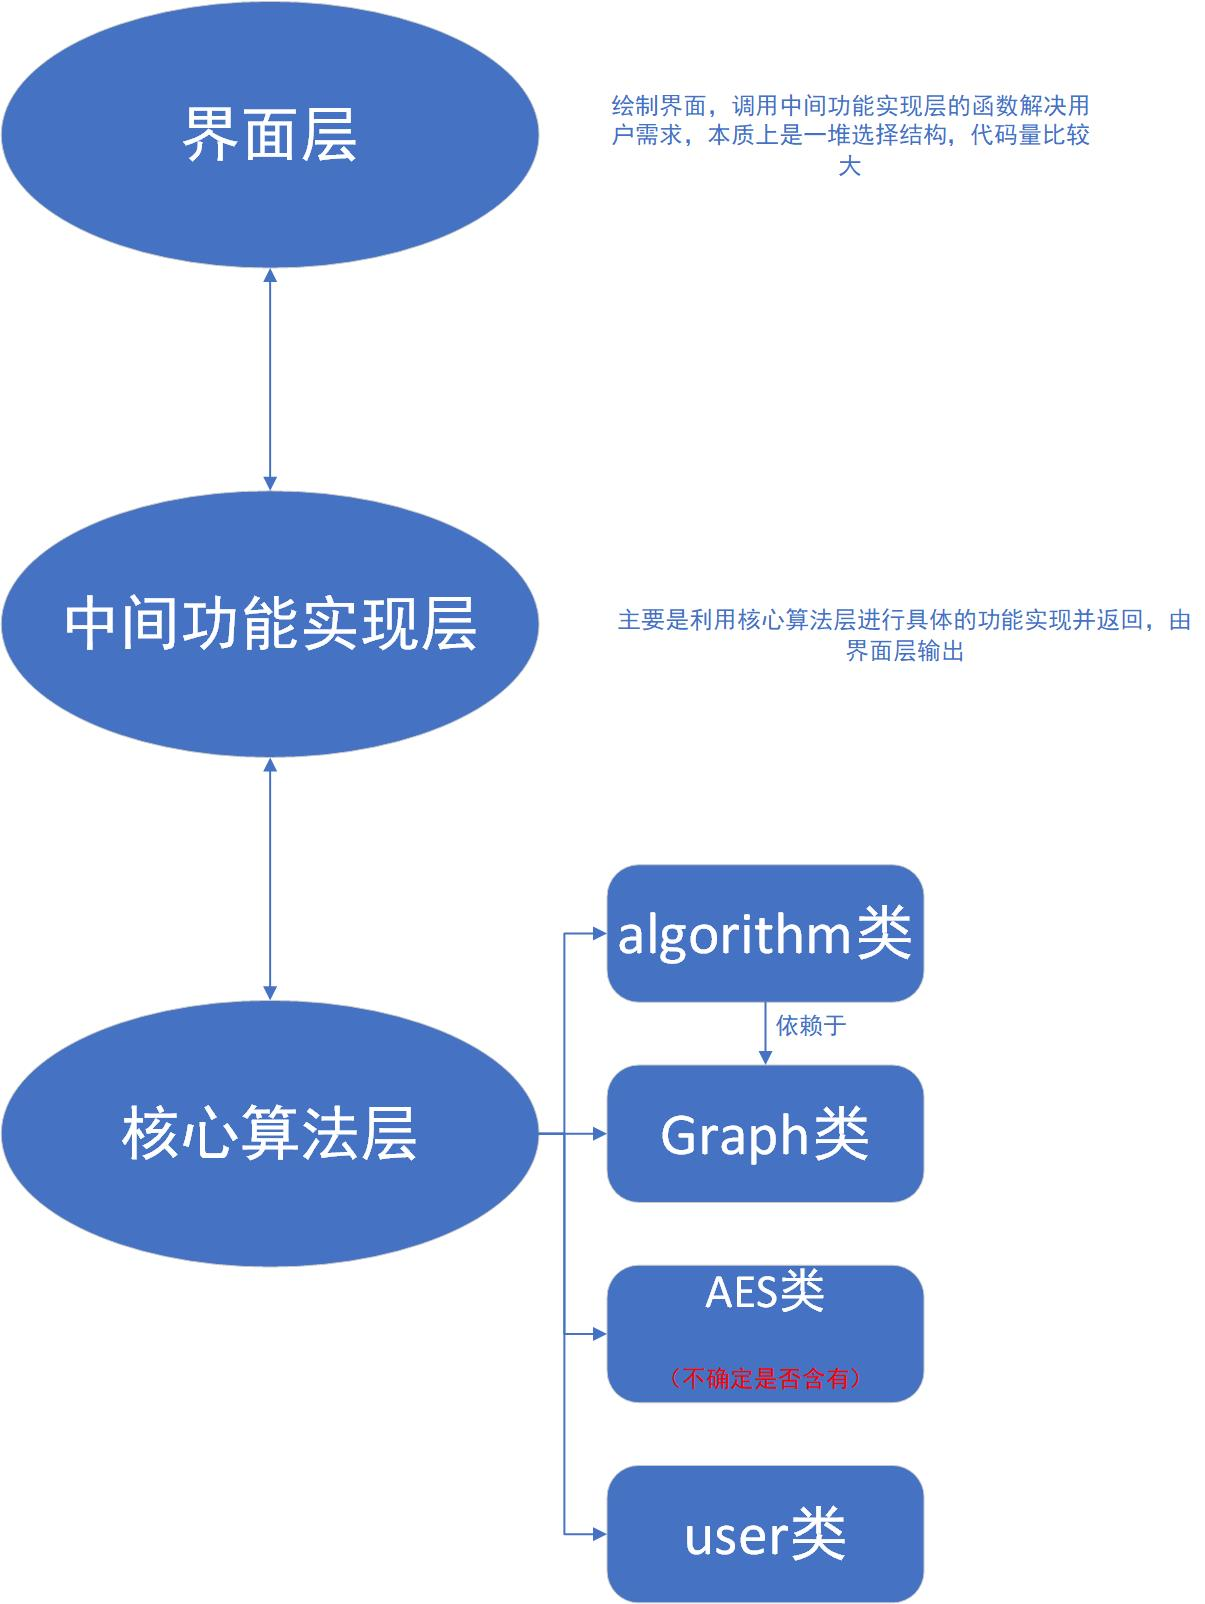 界面层
绘制界面，调用中间功能实现层的函数解决用
户需求，本质上是一堆选择结构，代码量比较
大
中间功能实现层
主要是利用核心算法层进行具体的功能实现并返回，由
界面层输出
algorithm类
依赖于
核心算法层
Graph类
AES类
（不确定是否含有）
user类